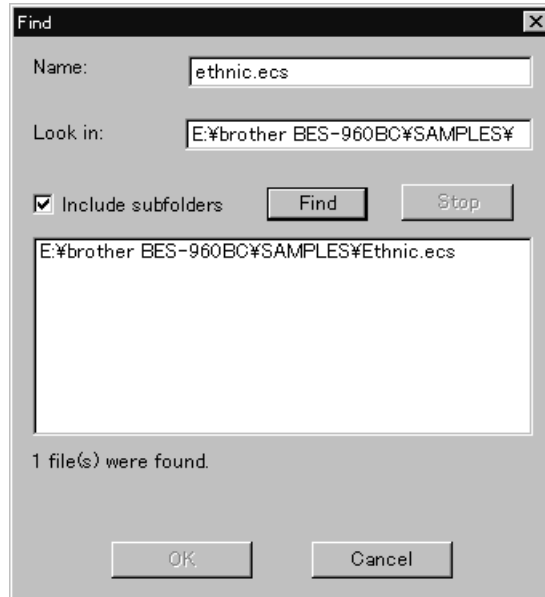 Find
Name: ethnic.ecs
Look in: E:¥brother BES-960BC¥SAMPLES¥
Include subfolders Find Stop
E:¥brother BES-960BC¥SAMPLES¥Ethnic.ecs
1 file(s) were found.
OK Cancel